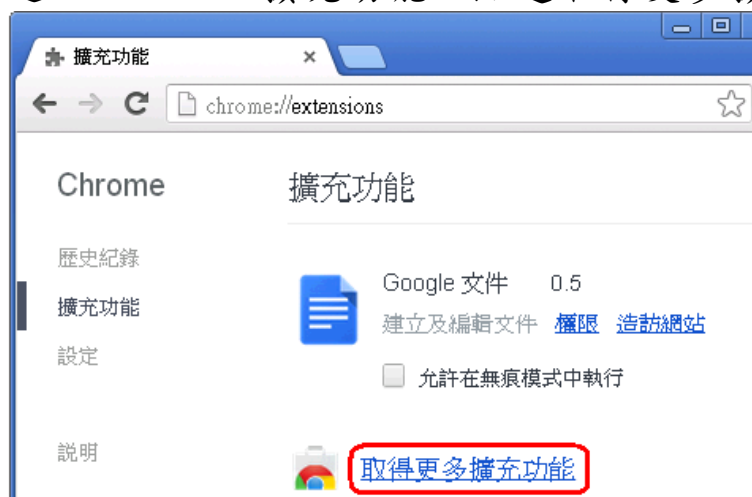 擴充功能
chrome://extensions
Chrome
擴充功能
歷史紀錄
擴充功能
設定
說明
Google 文件 0.5
建立及編輯文件 權限 造訪網站
允許在無痕模式中執行
取得更多擴充功能